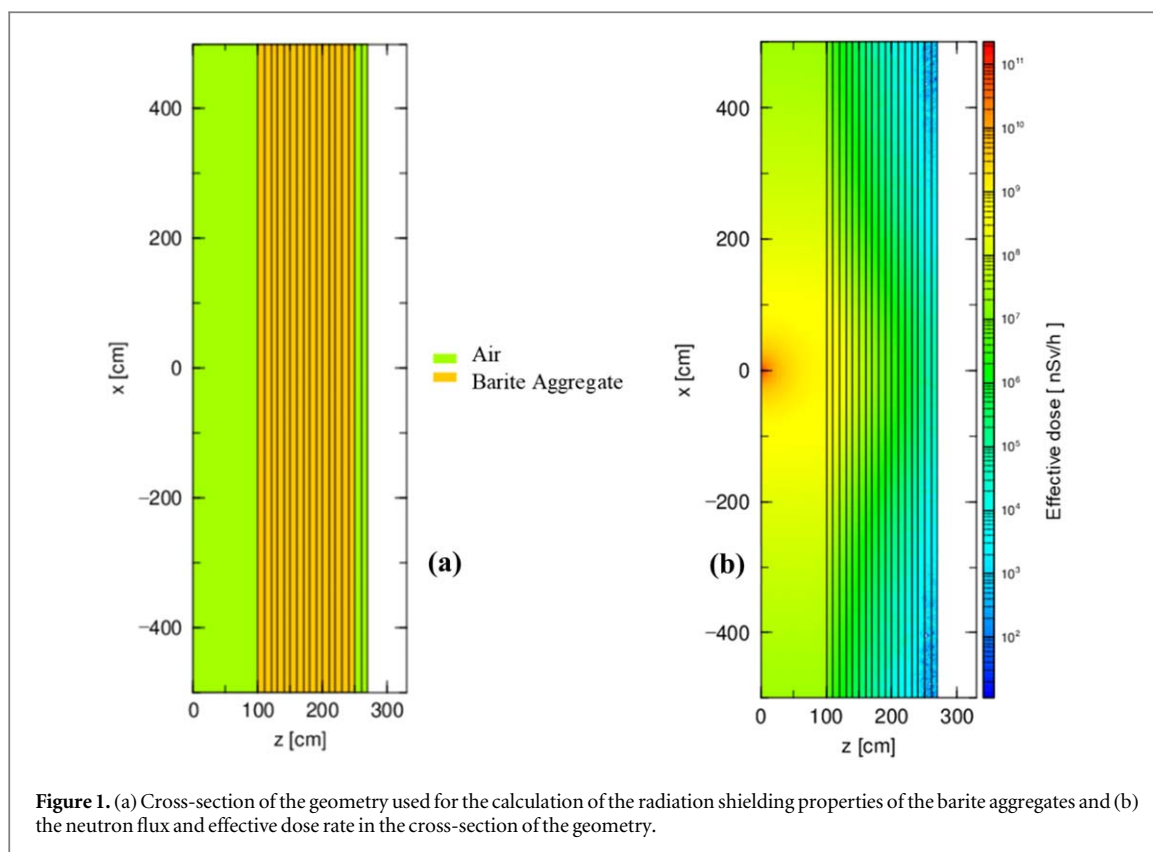 400
200
0
−200
−400
x [cm]
0 100 200 300
z [cm]
(a)
Air
Barite Aggregate
400
200
0
−200
−400
x [cm]
0 100 200 300
z [cm]
(b)
10¹¹
10¹⁰
10⁹
10⁸
10⁷
10⁶
10⁵
10⁴
10³
10²
Effective dose [ nSv/h ]
Figure 1. (a) Cross-section of the geometry used for the calculation of the radiation shielding properties of the barite aggregates and (b)
the neutron flux and effective dose rate in the cross-section of the geometry.